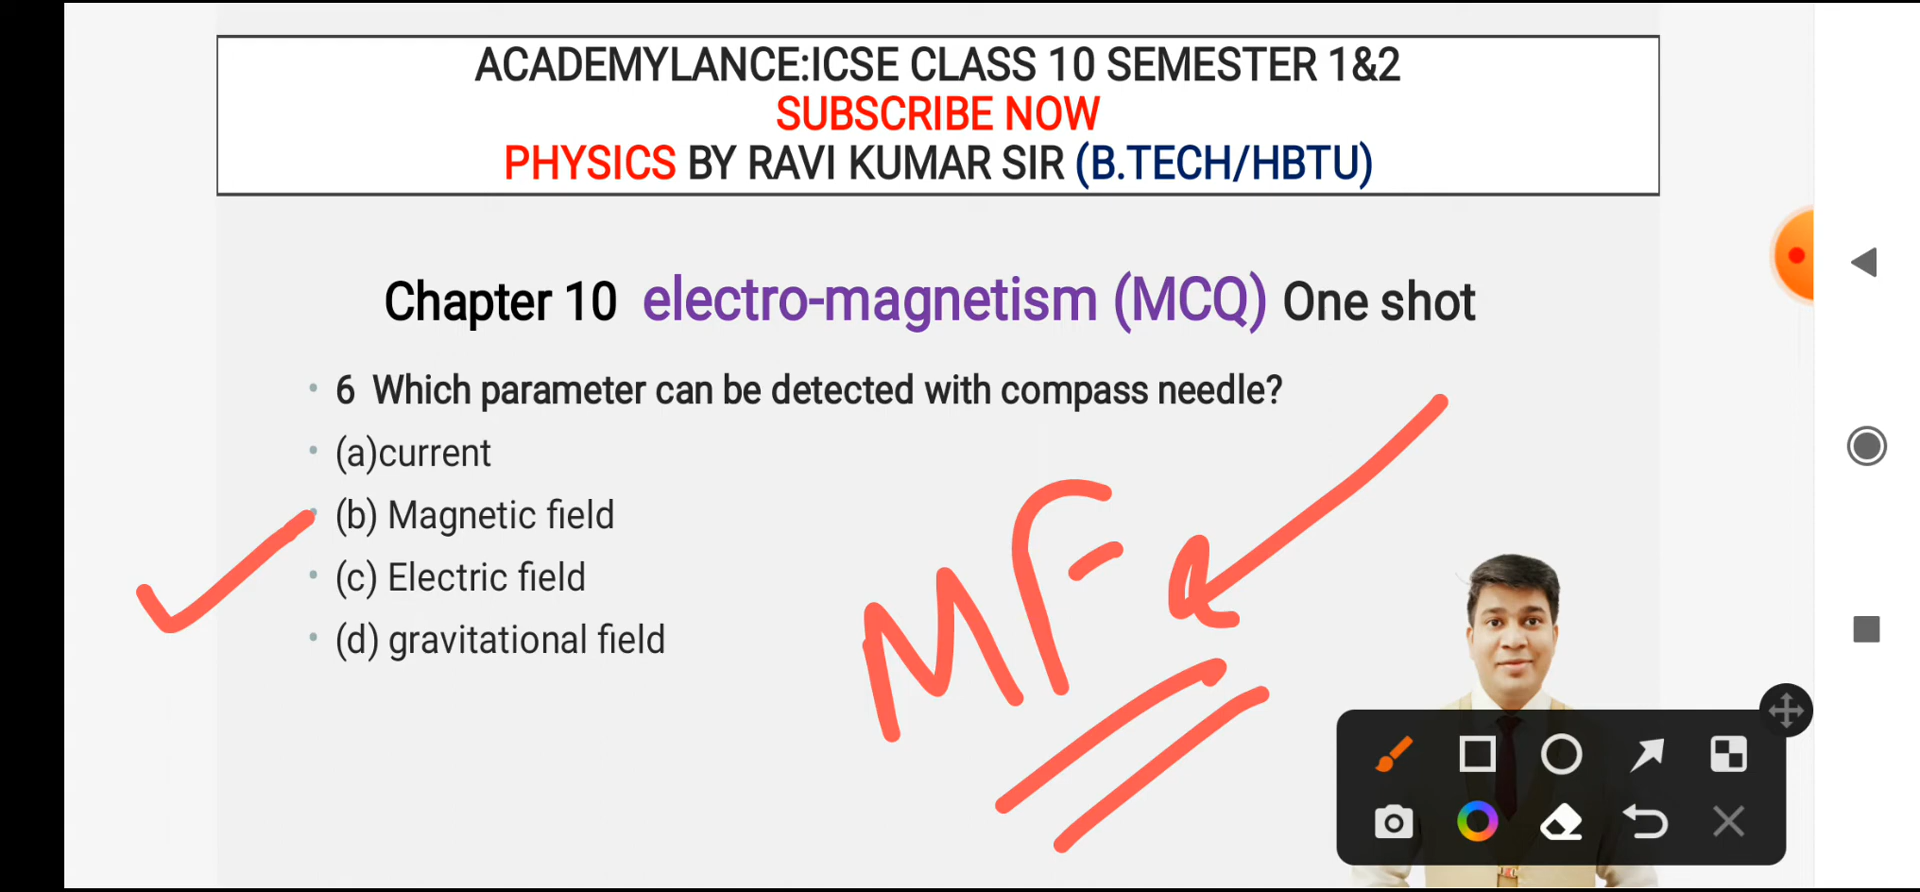 ACADEMYLANCE:ICSE CLASS 10 SEMESTER 1&2
SUBSCRIBE NOW
PHYSICS BY RAVI KUMAR SIR (B.TECH/HBTU)
Chapter 10 electro-magnetism (MCQ) One shot
• 6 Which parameter can be detected with compass needle?
• (a)current
• (b) Magnetic field
• (c) Electric field
• (d) gravitational field
MF